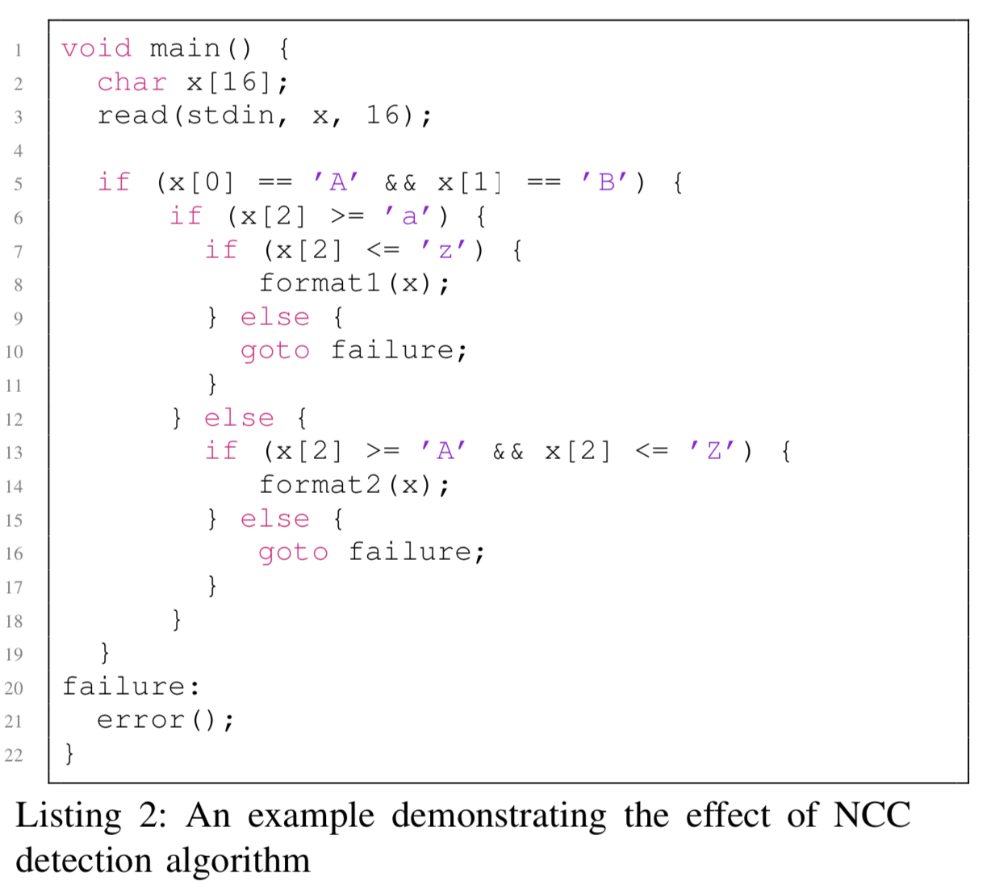 1 void main() {
2 char x[16];
3 read(stdin, x, 16);
4
5 if (x[0] == 'A' && x[1] == 'B') {
6 if (x[2] >= 'a') {
7 if (x[2] <= 'z') {
8 format1(x);
9 } else {
10 goto failure;
11 }
12 } else {
13 if (x[2] >= 'A' && x[2] <= 'Z') {
14 format2(x);
15 } else {
16 goto failure;
17 }
18 }
19 }
20 failure:
21 error();
22 }
Listing 2: An example demonstrating the effect of NCC
detection algorithm